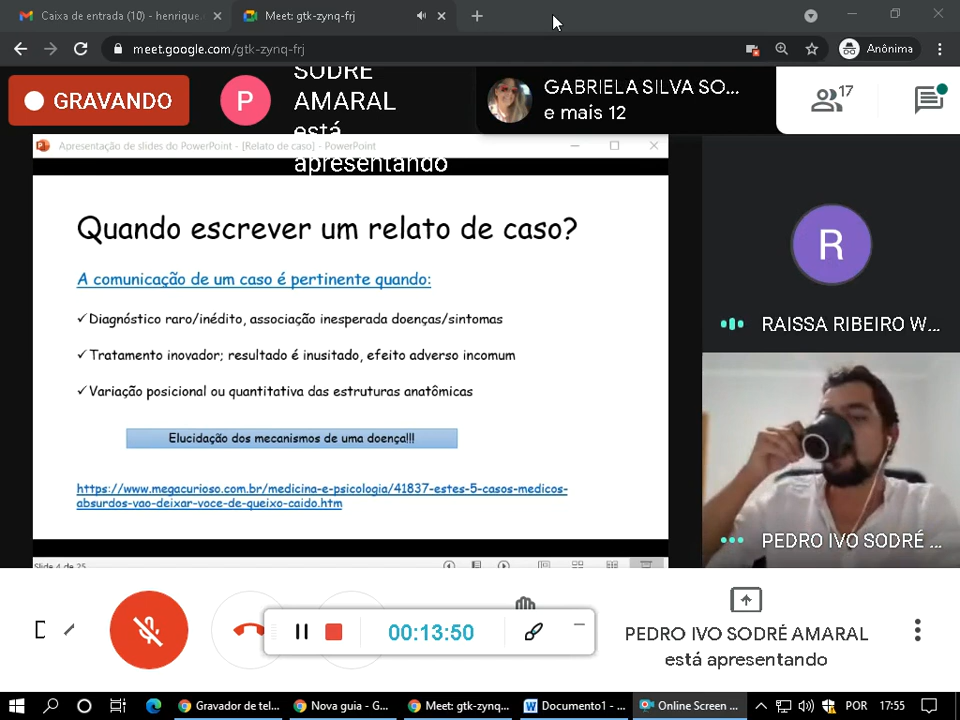 Caixa de entrada (10) - henrique.
Meet: gtk-zynq-frj
meet.google.com/gtk-zynq-frj
Anônima
GRAVANDO
P
SODRÉ
AMARAL
está
apresentando
GABRIELA SILVA SO...
e mais 12
17
Apresentação de slides do PowerPoint - [Relato de caso] - PowerPoint
Quando escrever um relato de caso?
A comunicação de um caso é pertinente quando:
✓Diagnóstico raro/inédito, associação inesperada doenças/sintomas
✓Tratamento inovador; resultado é inusitado, efeito adverso incomum
✓Variação posicional ou quantitativa das estruturas anatômicas
Elucidação dos mecanismos de uma doença!!!
https://www.megacurioso.com.br/medicina-e-psicologia/41837-estes-5-casos-medicos-
absurdos-vao-deixar-voce-de-queixo-caido.htm
Slide 4 de 25
R
RAISSA RIBEIRO W...
PEDRO IVO SODRÉ ...
00:13:50
PEDRO IVO SODRÉ AMARAL
está apresentando
Gravador de tel...
Nova guia - G...
Meet: gtk-zynq...
Documento1 - ...
Online Screen ...
POR
17:55